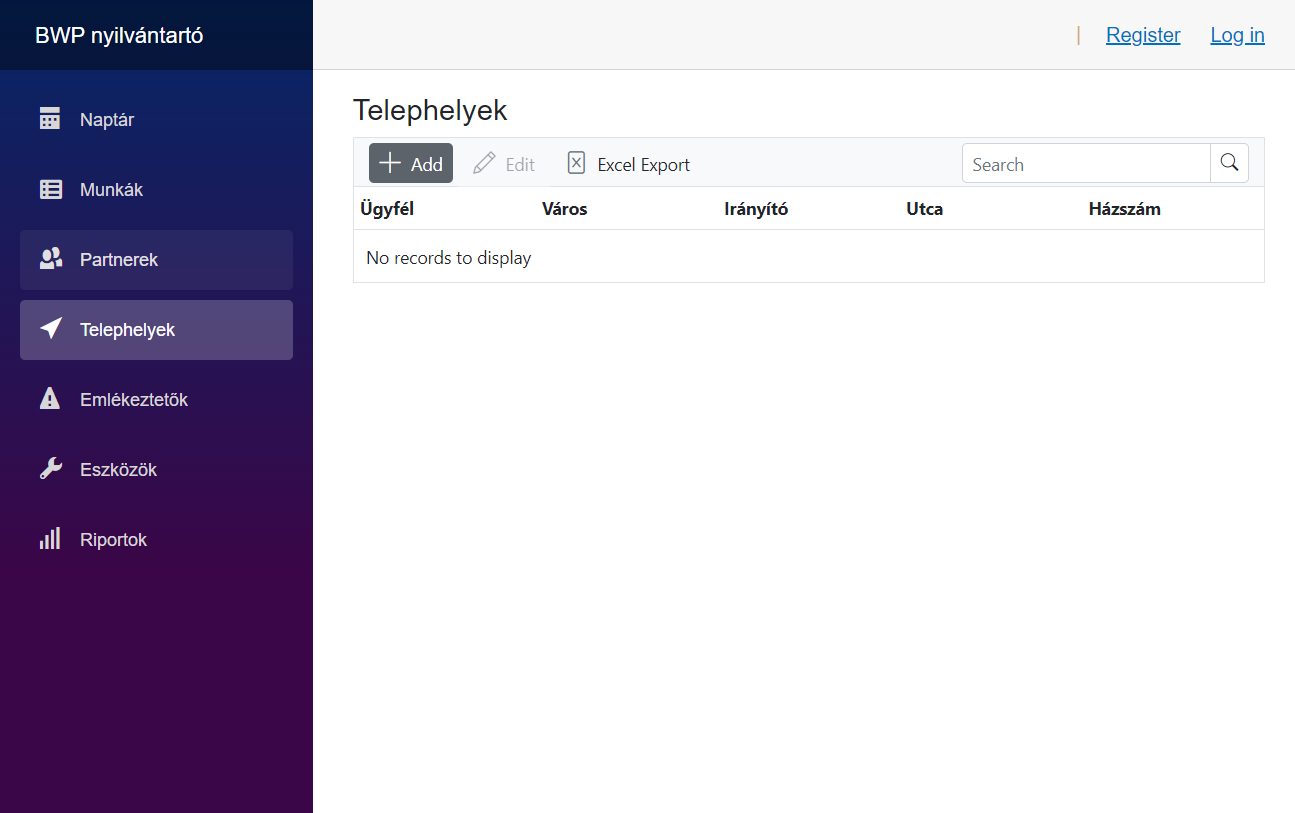 BWP nyilvántartó
| Register Log in
Naptár
Munkák
Partnerek
Telephelyek
Emlékeztetők
Eszközök
Riportok
Telephelyek
Add Edit Excel Export Search
Ügyfél Város Irányító Utca Házszám
No records to display